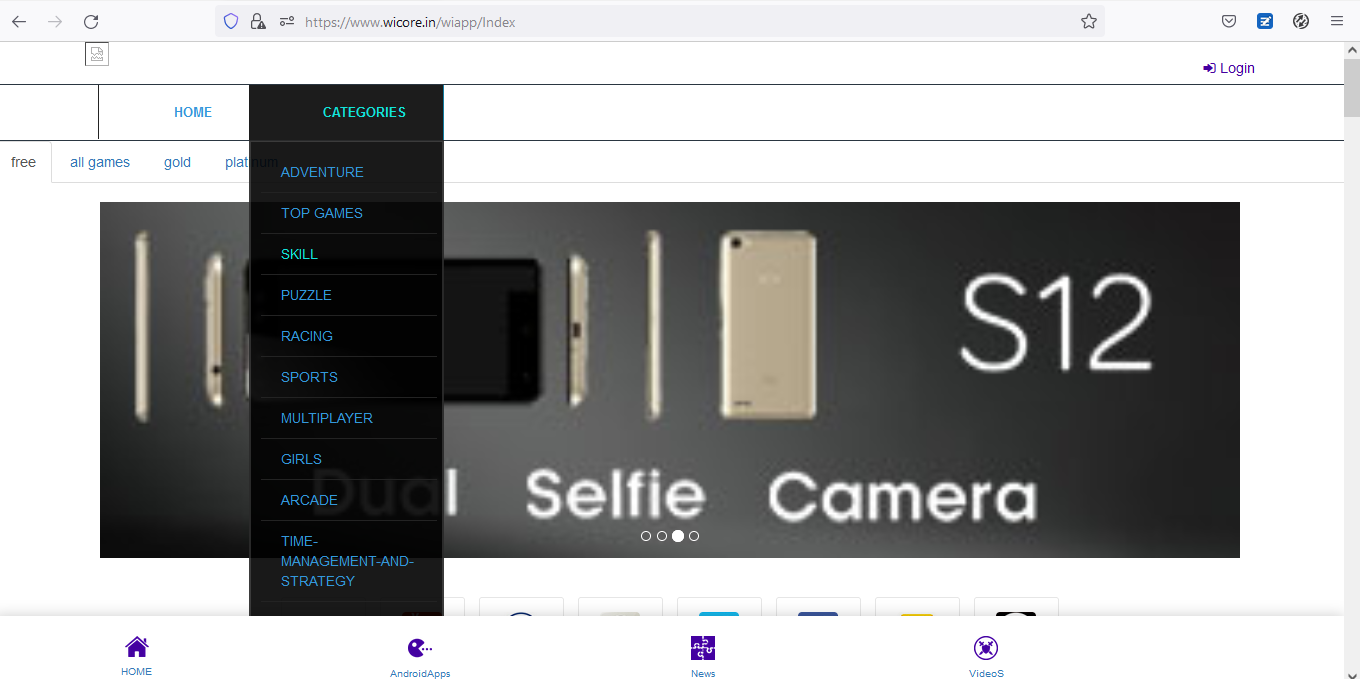 https://www.wicore.in/wiapp/Index
Login
HOME
CATEGORIES
free
all games
gold
platinum
ADVENTURE
TOP GAMES
SKILL
PUZZLE
RACING
SPORTS
MULTIPLAYER
GIRLS
ARCADE
TIME-
MANAGEMENT-AND-
STRATEGY
S12
Dual Selfie Camera
HOME
AndroidApps
News
VideoS